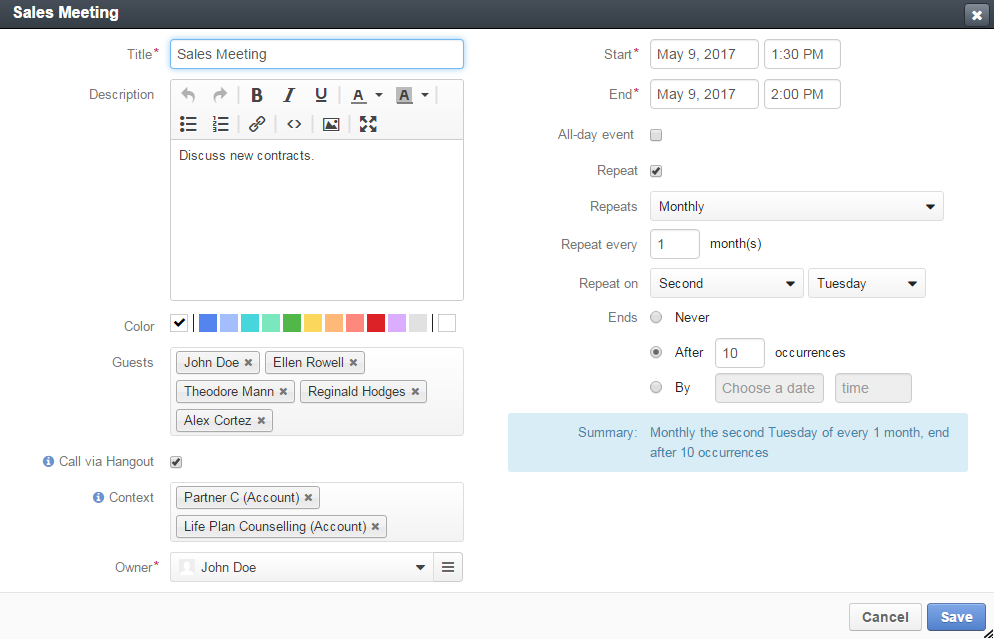 Sales Meeting
Title* Sales Meeting
Description
B I U A A
Discuss new contracts.
Color
Guests John Doe Ellen Rowell
Theodore Mann Reginald Hodges
Alex Cortez
Call via Hangout
Context Partner C (Account)
Life Plan Counselling (Account)
Owner* John Doe
Start* May 9, 2017 1:30 PM
End* May 9, 2017 2:00 PM
All-day event
Repeat
Repeats Monthly
Repeat every 1 month(s)
Repeat on Second Tuesday
Ends Never
After 10 occurrences
By Choose a date time
Summary: Monthly the second Tuesday of every 1 month, end
after 10 occurrences
Cancel Save